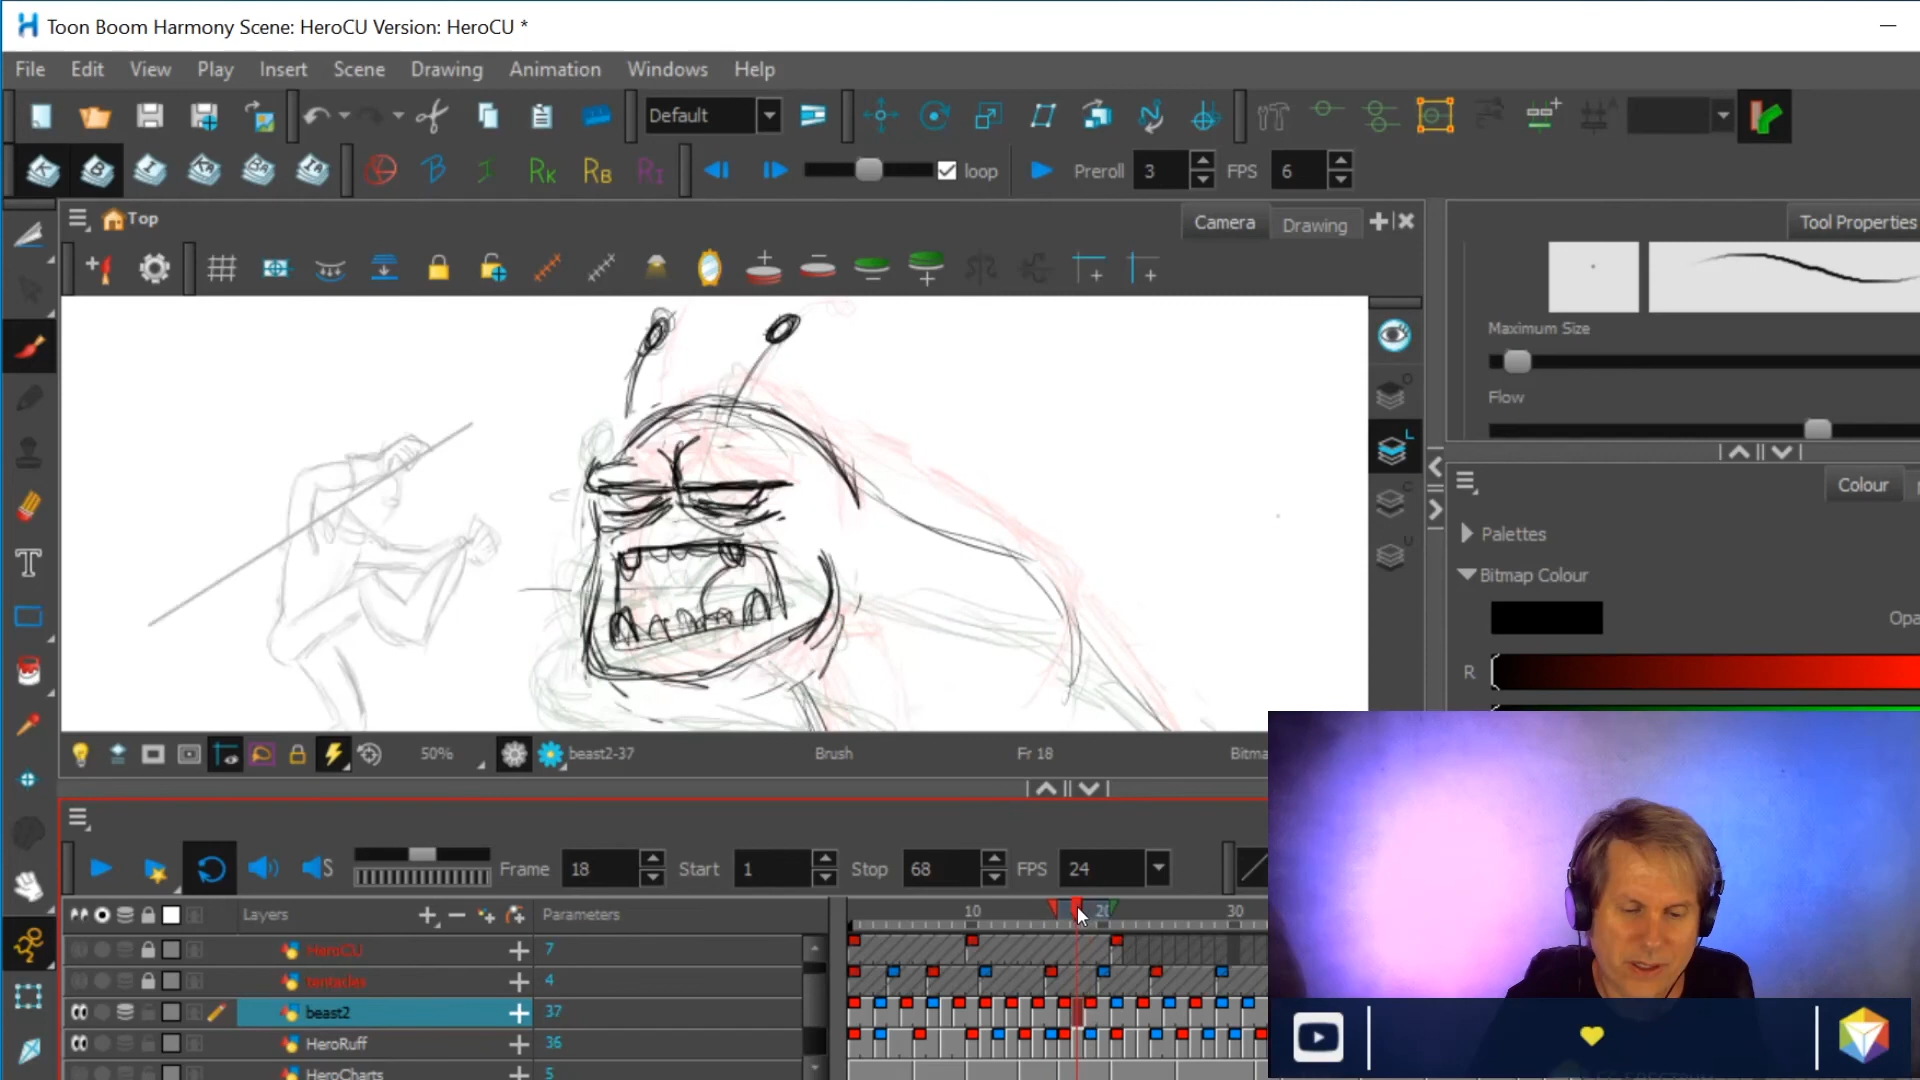 Toon Boom Harmony Scene: HeroCU Version: HeroCU *
File Edit View Play Insert Scene Drawing Animation Windows Help
Default
loop Preroll 3 FPS 6
Top Camera Drawing Tool Properties
Maximum Size
Flow
Colour
Palettes
Bitmap Colour
Opa
R
50% beast2-37 Brush Fr 18 Bitma
Frame 18 Start 1 Stop 68 FPS 24
Layers Parameters 10 20 30
HeroCU 7
tentacles 4
beast2 37
HeroRuff 36
HeroCharts 5